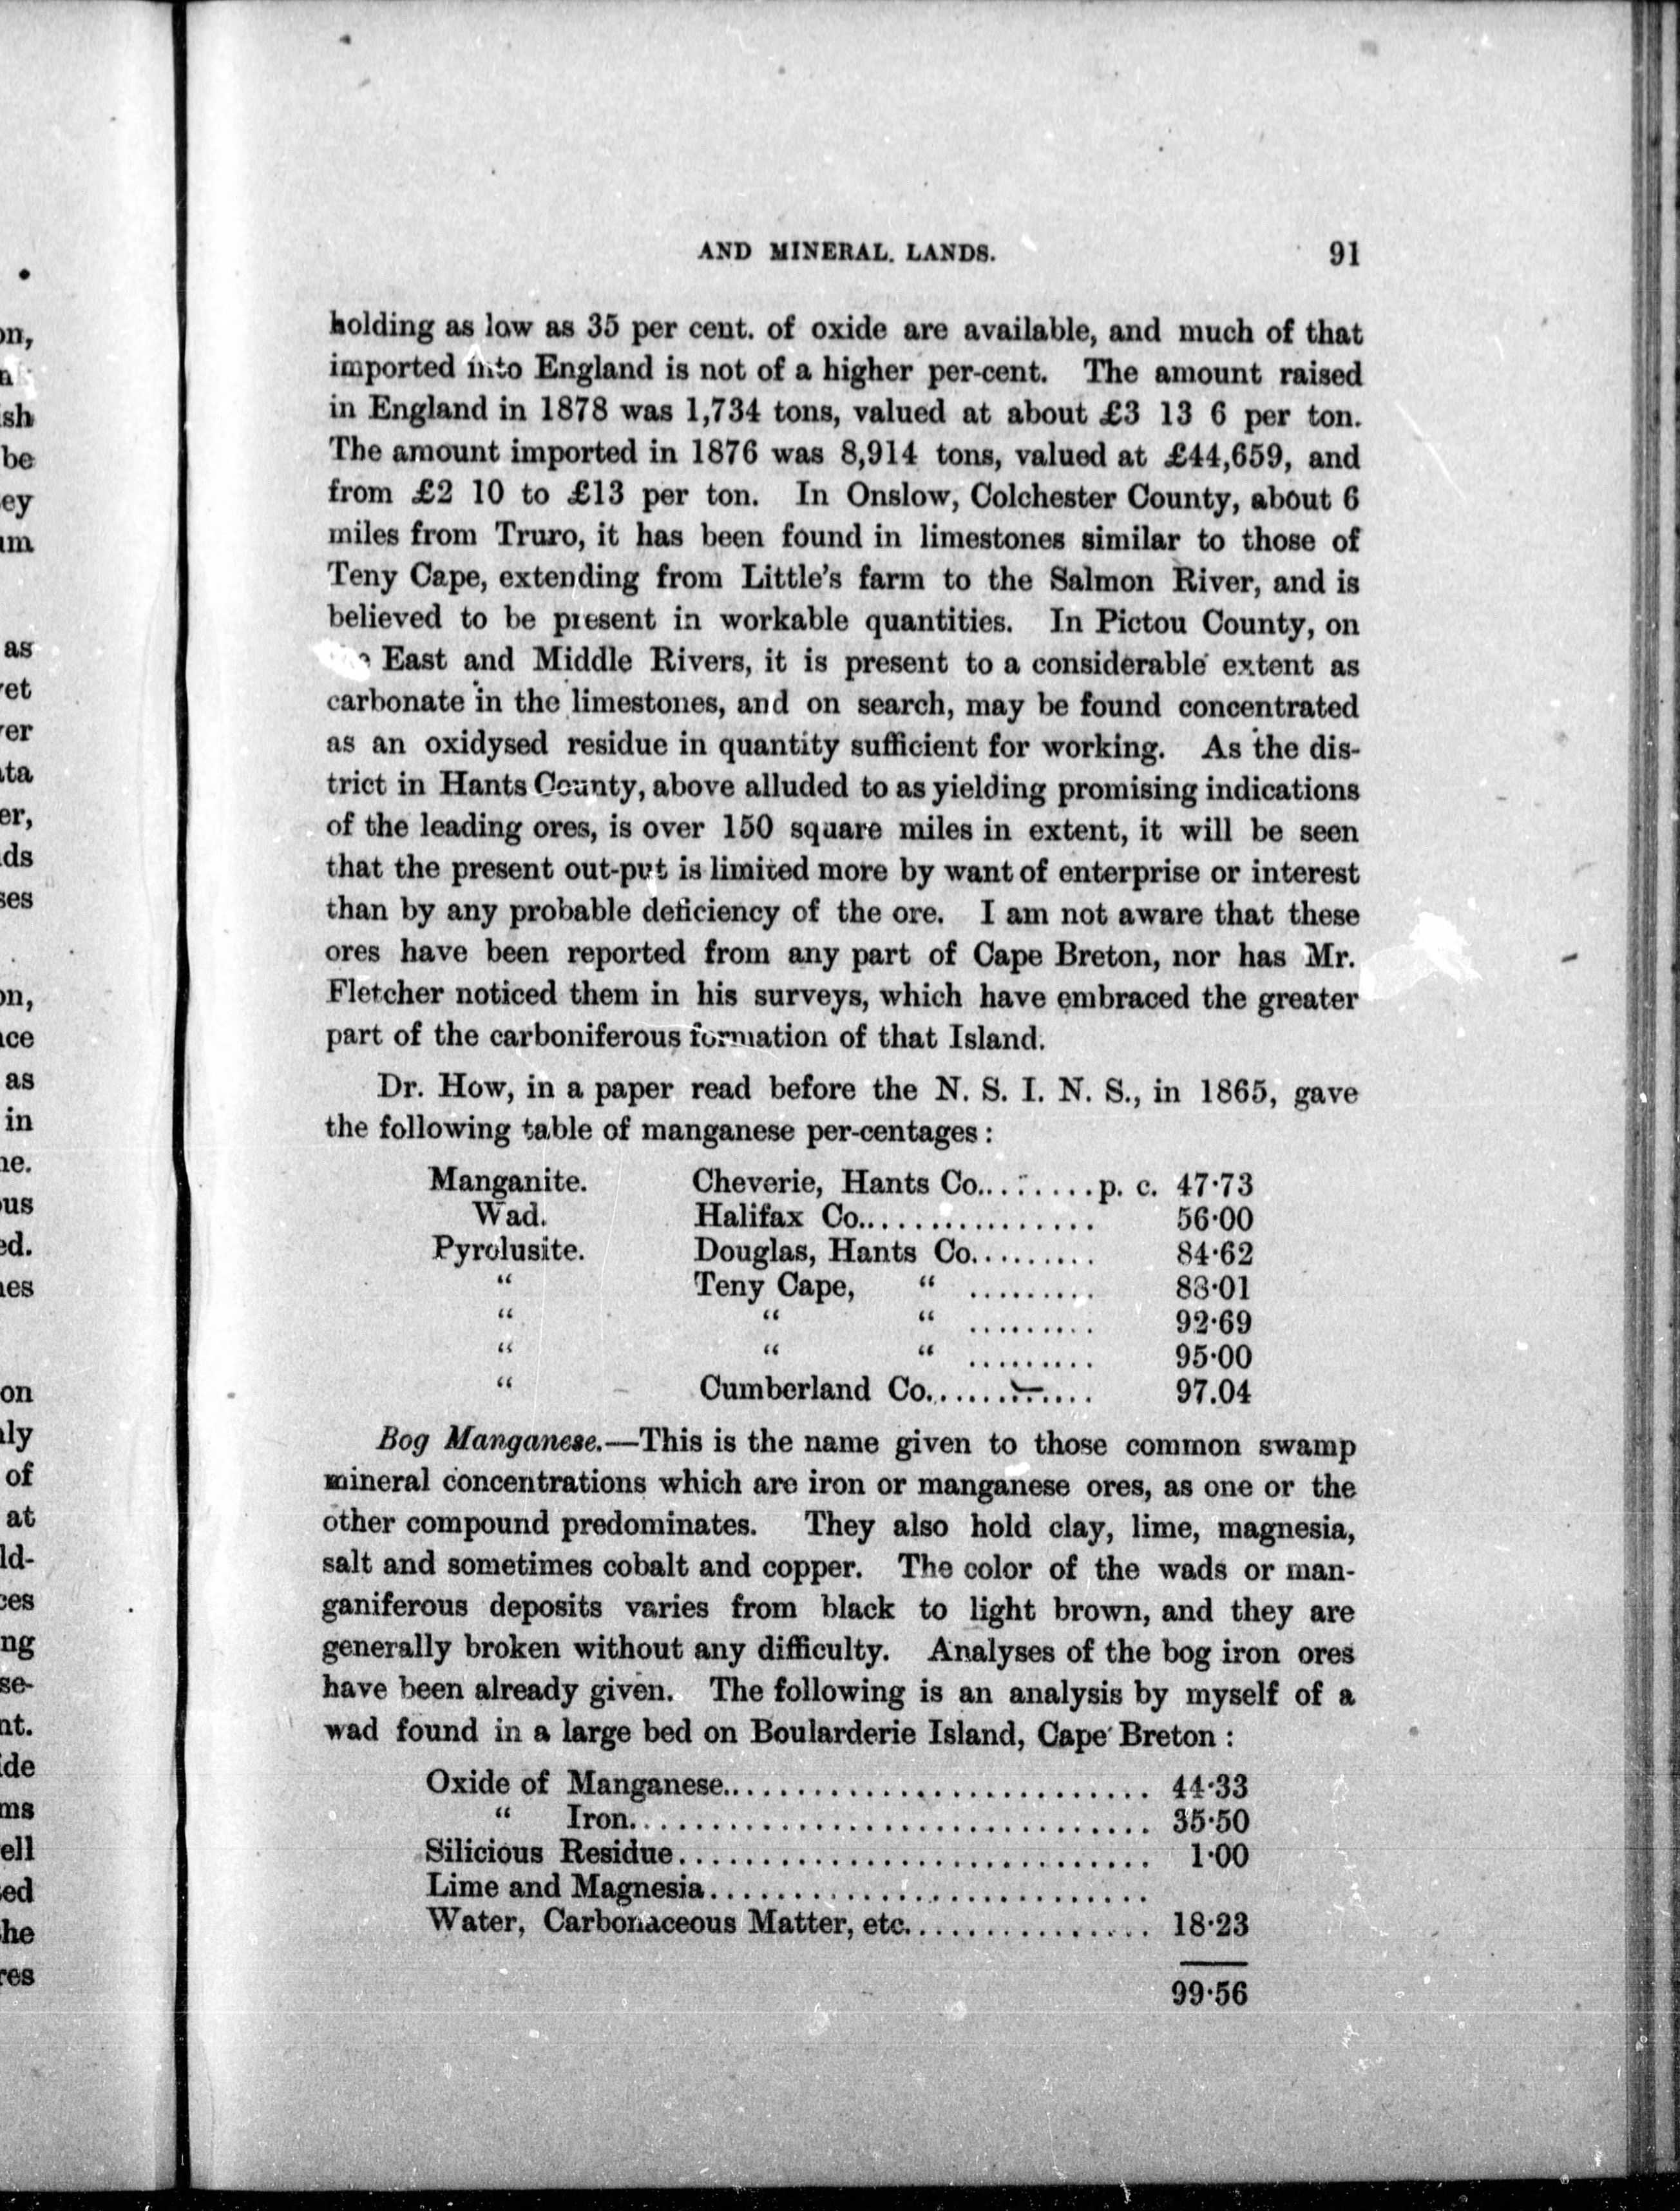 AND MINERAL. LANDS. 91
holding as low as 35 per cent. of oxide are available, and much of that
imported into England is not of a higher per-cent. The amount raised
in England in 1878 was 1,734 tons, valued at about £3 13 6 per ton.
The amount imported in 1876 was 8,914 tons, valued at £44,659, and
from £2 10 to £13 per ton. In Onslow, Colchester County, about 6
miles from Truro, it has been found in limestones similar to those of
Teny Cape, extending from Little's farm to the Salmon River, and is
believed to be present in workable quantities. In Pictou County, on
East and Middle Rivers, it is present to a considerable extent as
carbonate in the limestones, and on search, may be found concentrated
as an oxidysed residue in quantity sufficient for working. As the dis-
trict in Hants County, above alluded to as yielding promising indications
of the leading ores, is over 150 square miles in extent, it will be seen
that the present out-put is limited more by want of enterprise or interest
than by any probable deficiency of the ore. I am not aware that these
ores have been reported from any part of Cape Breton, nor has Mr.
Fletcher noticed them in his surveys, which have embraced the greater
part of the carboniferous formation of that Island.
Dr. How, in a paper read before the N. S. I. N. S., in 1865, gave
the following table of manganese per-centages :
Manganite. Cheverie, Hants Co.........p. c. 47·73
Wad. Halifax Co................ 56·00
Pyrolusite. Douglas, Hants Co......... 84·62
“ Teny Cape, “ ......... 88·01
“ “ “ ......... 92·69
“ “ “ ......... 95·00
“ Cumberland Co............ 97.04
Bog Manganese.—This is the name given to those common swamp
mineral concentrations which are iron or manganese ores, as one or the
other compound predominates. They also hold clay, lime, magnesia,
salt and sometimes cobalt and copper. The color of the wads or man-
ganiferous deposits varies from black to light brown, and they are
generally broken without any difficulty. Analyses of the bog iron ores
have been already given. The following is an analysis by myself of a
wad found in a large bed on Boularderie Island, Cape Breton :
Oxide of Manganese............................ 44·33
“ Iron................................ 35·50
Silicious Residue............................. 1·00
Lime and Magnesia...........................
Water, Carbonaceous Matter, etc................ 18·23
99·56